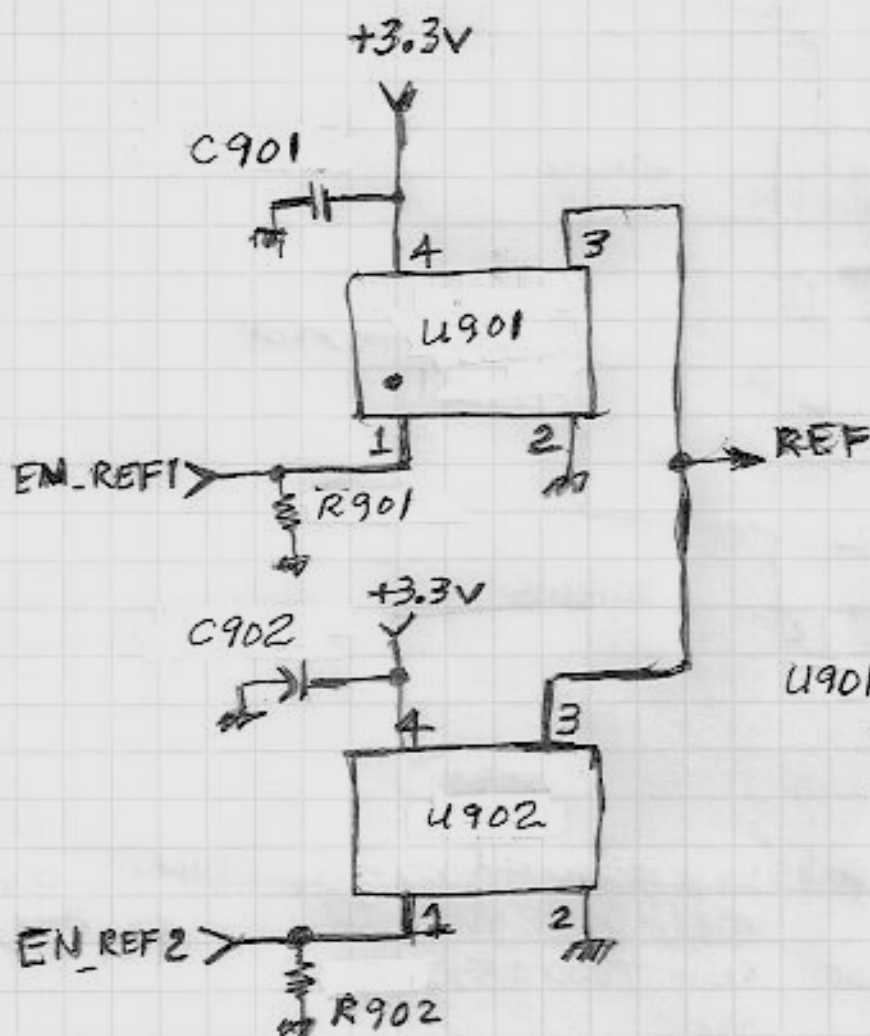 +3.3V
C901
4
3
U901
1
2
EN_REF1
REF
R901
+3.3V
C902
U901
4
3
U902
1
2
EN_REF2
R902